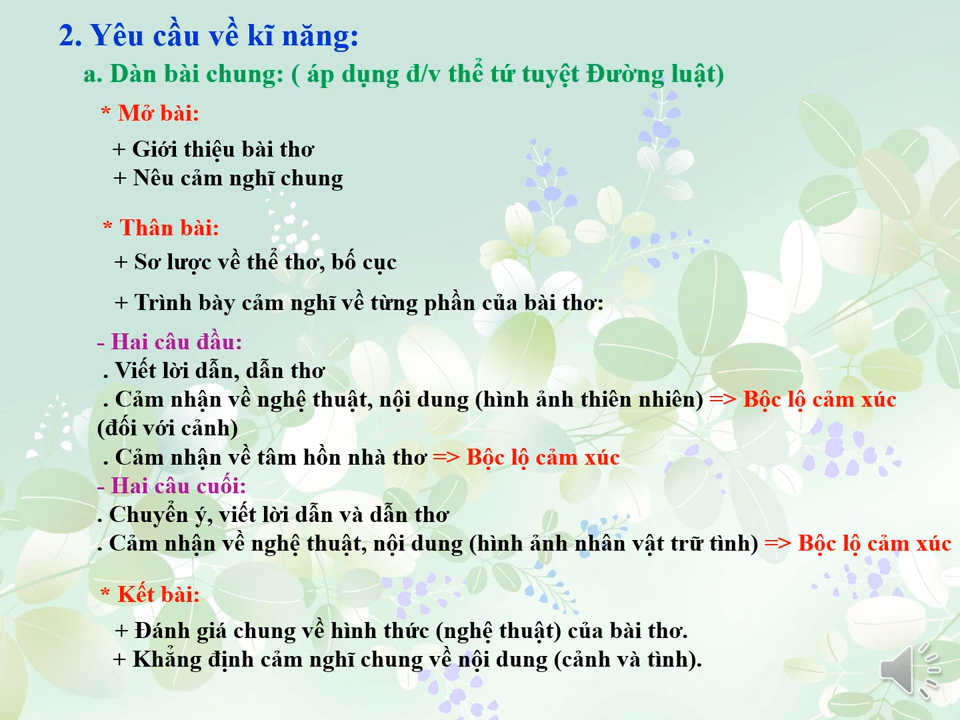 2. Yêu cầu về kĩ năng:
a. Dàn bài chung: ( áp dụng đ/v thể tứ tuyệt Đường luật)
* Mở bài:
+ Giới thiệu bài thơ
+ Nêu cảm nghĩ chung
* Thân bài:
+ Sơ lược về thể thơ, bố cục
+ Trình bày cảm nghĩ về từng phần của bài thơ:
- Hai câu đầu:
. Viết lời dẫn, dẫn thơ
. Cảm nhận về nghệ thuật, nội dung (hình ảnh thiên nhiên) => Bộc lộ cảm xúc
(đối với cảnh)
. Cảm nhận về tâm hồn nhà thơ => Bộc lộ cảm xúc
- Hai câu cuối:
. Chuyển ý, viết lời dẫn và dẫn thơ
. Cảm nhận về nghệ thuật, nội dung (hình ảnh nhân vật trữ tình) => Bộc lộ cảm xúc
* Kết bài:
+ Đánh giá chung về hình thức (nghệ thuật) của bài thơ.
+ Khẳng định cảm nghĩ chung về nội dung (cảnh và tình).